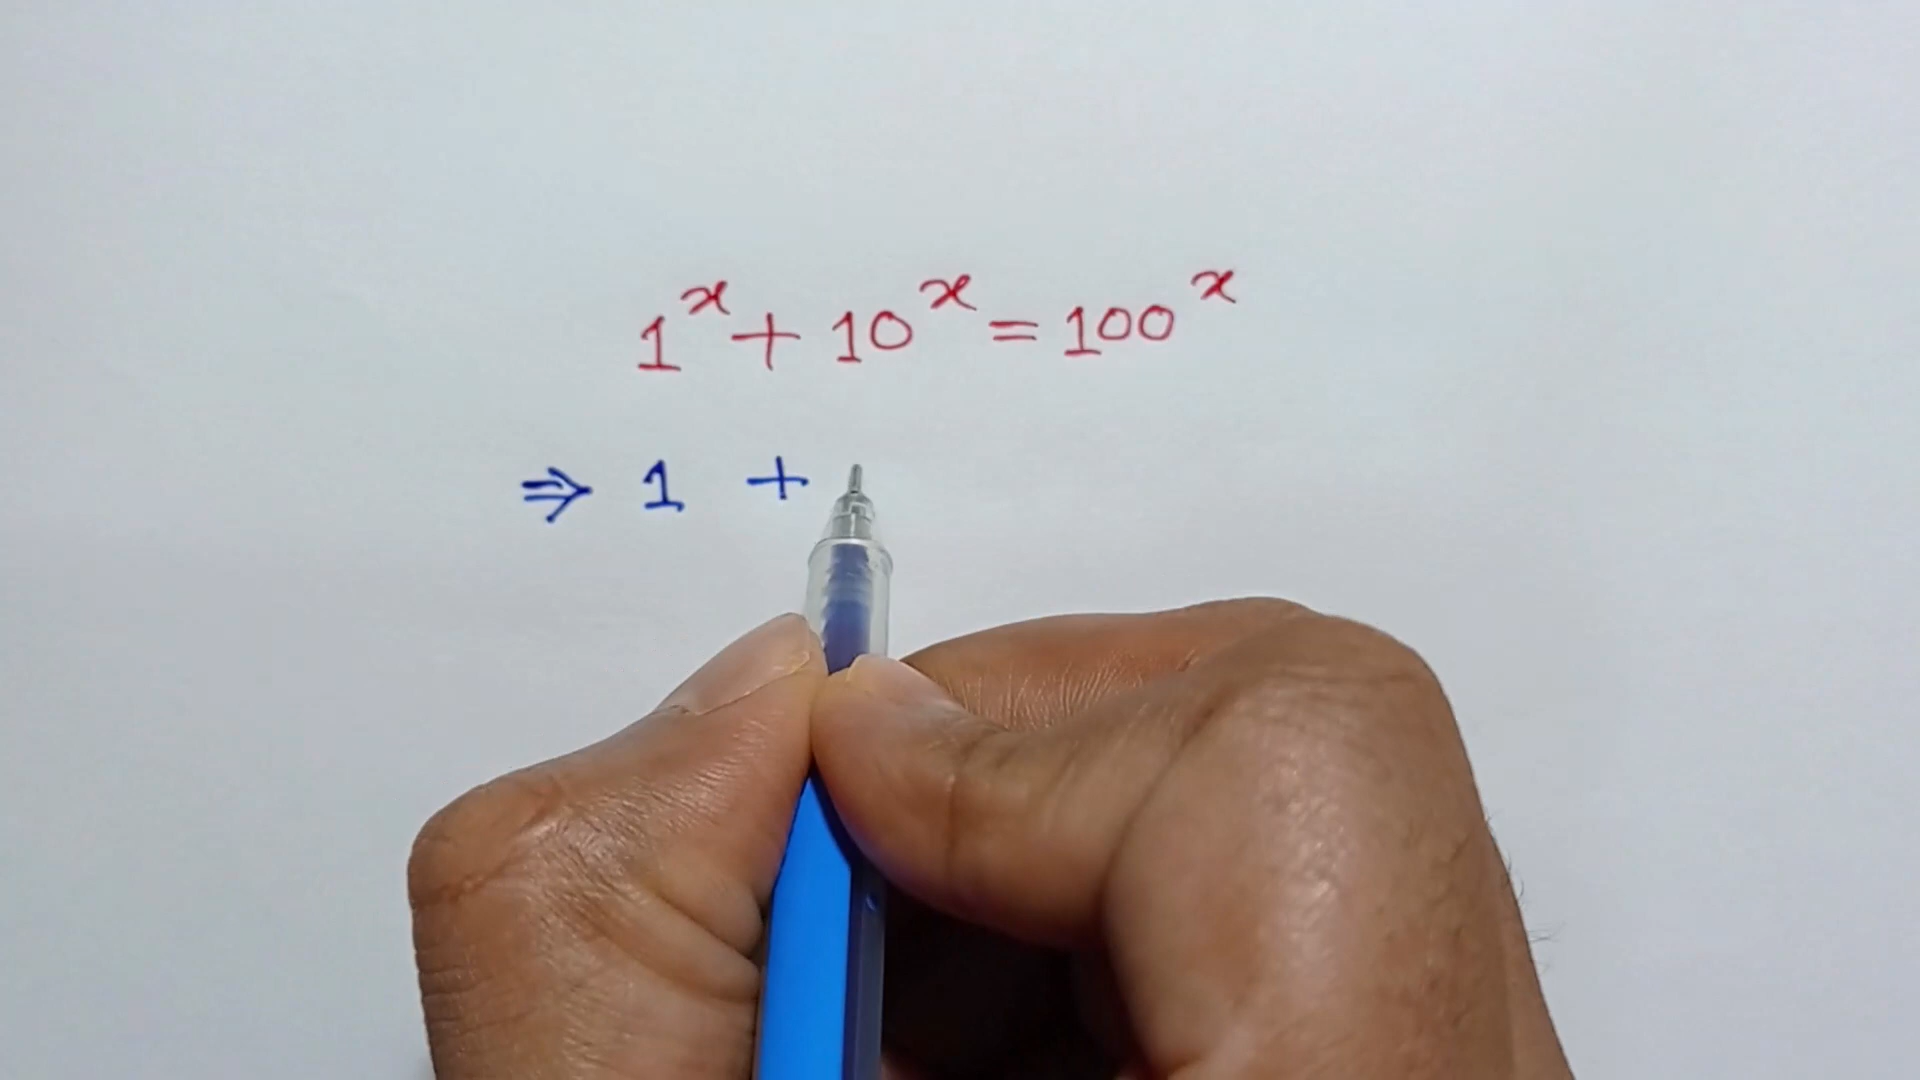 1^x + 10^x = 100^x
⇒ 1 +